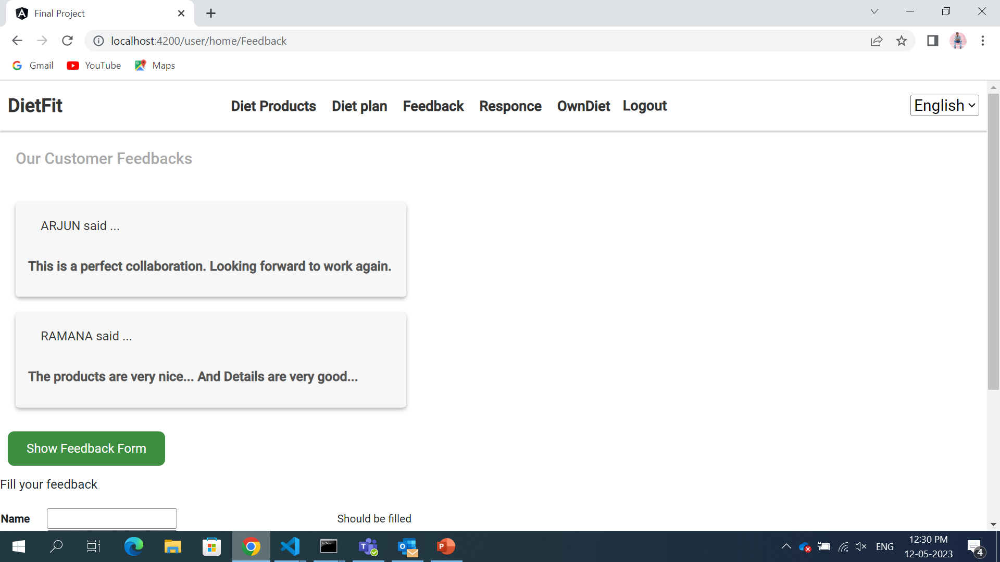 Final Project
localhost:4200/user/home/Feedback
Gmail YouTube Maps
DietFit Diet Products Diet plan Feedback Responce OwnDiet Logout English
Our Customer Feedbacks
ARJUN said ...
This is a perfect collaboration. Looking forward to work again.
RAMANA said ...
The products are very nice... And Details are very good...
Show Feedback Form
Fill your feedback
Name Should be filled
ENG 12:30 PM
12-05-2023
4